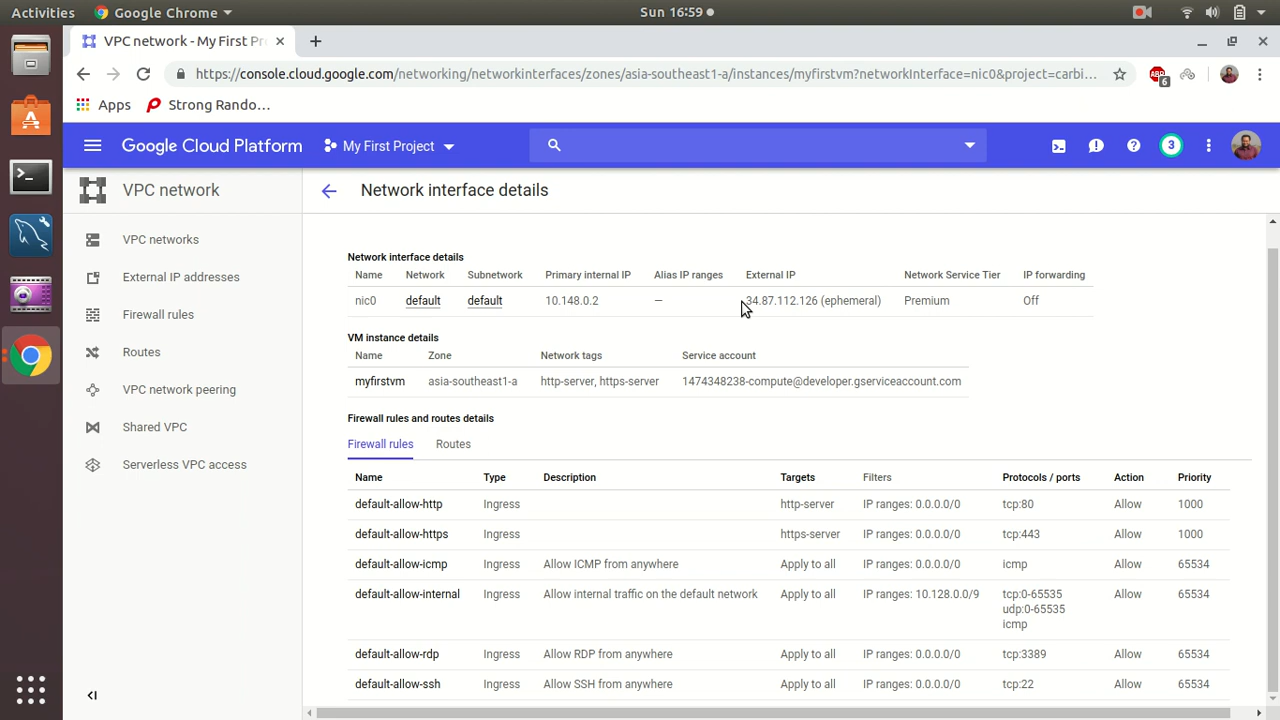 Activities Google Chrome Sun 16:59
VPC network - My First Pr
https://console.cloud.google.com/networking/networkinterfaces/zones/asia-southeast1-a/instances/myfirstvm?networkInterface=nic0&project=carbi... ABP 6
Apps Strong Rando...
Google Cloud Platform My First Project 3
VPC network Network interface details
VPC networks
External IP addresses
Firewall rules
Routes
VPC network peering
Shared VPC
Serverless VPC access
Network interface details
Name Network Subnetwork Primary internal IP Alias IP ranges External IP Network Service Tier IP forwarding
nic0 default default 10.148.0.2 — 34.87.112.126 (ephemeral) Premium Off
VM instance details
Name Zone Network tags Service account
myfirstvm asia-southeast1-a http-server, https-server 1474348238-compute@developer.gserviceaccount.com
Firewall rules and routes details
Firewall rules Routes
Name Type Description Targets Filters Protocols / ports Action Priority
default-allow-http Ingress http-server IP ranges: 0.0.0.0/0 tcp:80 Allow 1000
default-allow-https Ingress https-server IP ranges: 0.0.0.0/0 tcp:443 Allow 1000
default-allow-icmp Ingress Allow ICMP from anywhere Apply to all IP ranges: 0.0.0.0/0 icmp Allow 65534
default-allow-internal Ingress Allow internal traffic on the default network Apply to all IP ranges: 10.128.0.0/9 tcp:0-65535 Allow 65534
udp:0-65535
icmp
default-allow-rdp Ingress Allow RDP from anywhere Apply to all IP ranges: 0.0.0.0/0 tcp:3389 Allow 65534
default-allow-ssh Ingress Allow SSH from anywhere Apply to all IP ranges: 0.0.0.0/0 tcp:22 Allow 65534